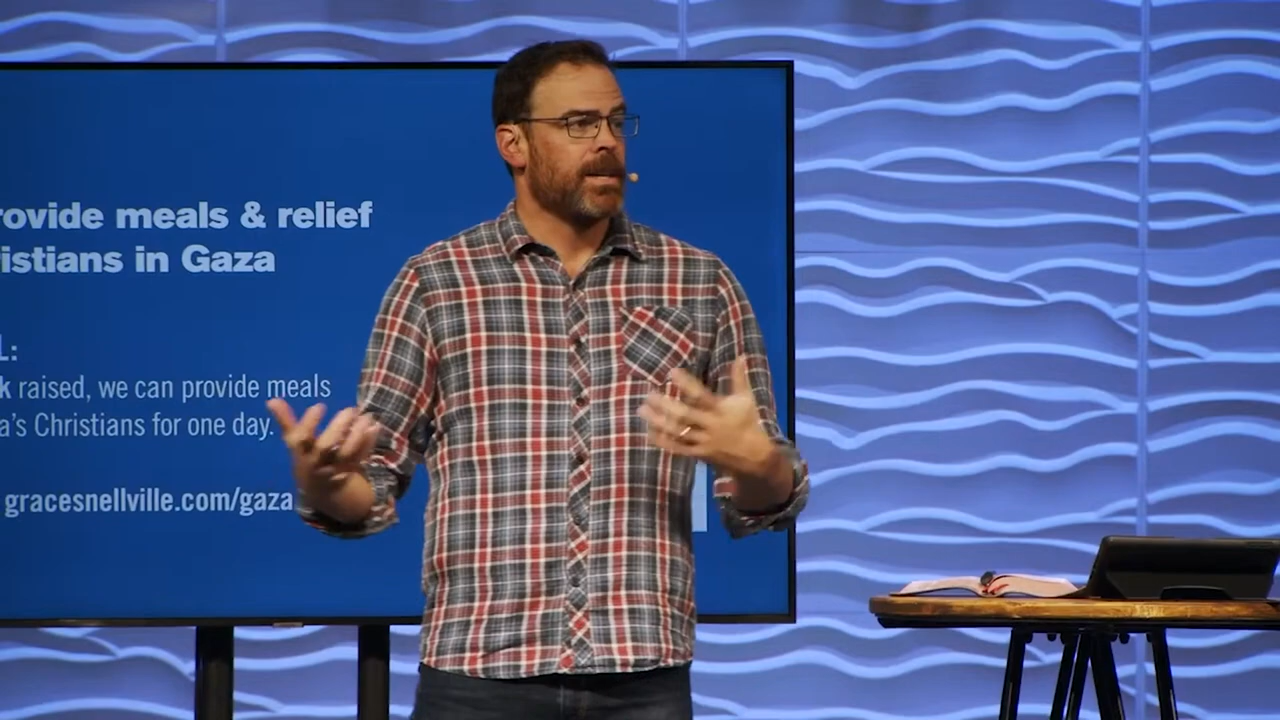 rovide meals & relief
ristians in Gaza
L:
k raised, we can provide meals
a's Christians for one day.
gracesnellville.com/gaza